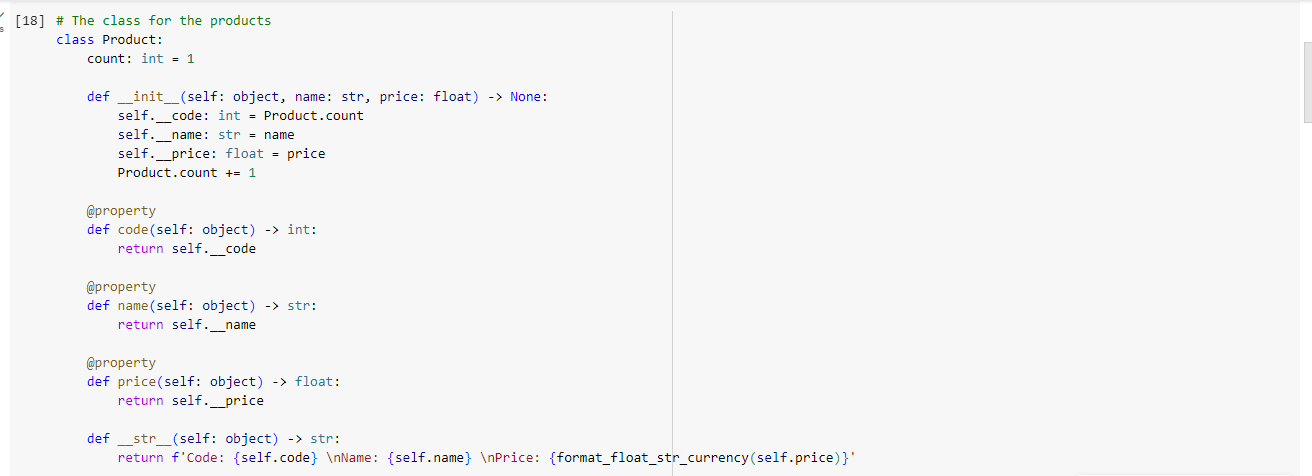 [18] # The class for the products
class Product:
    count: int = 1
    def __init__(self: object, name: str, price: float) -> None:
        self.__code: int = Product.count
        self.__name: str = name
        self.__price: float = price
        Product.count += 1
    @property
    def code(self: object) -> int:
        return self.__code
    @property
    def name(self: object) -> str:
        return self.__name
    @property
    def price(self: object) -> float:
        return self.__price
    def __str__(self: object) -> str:
        return f'Code: {self.code} \nName: {self.name} \nPrice: {format_float_str_currency(self.price)}'